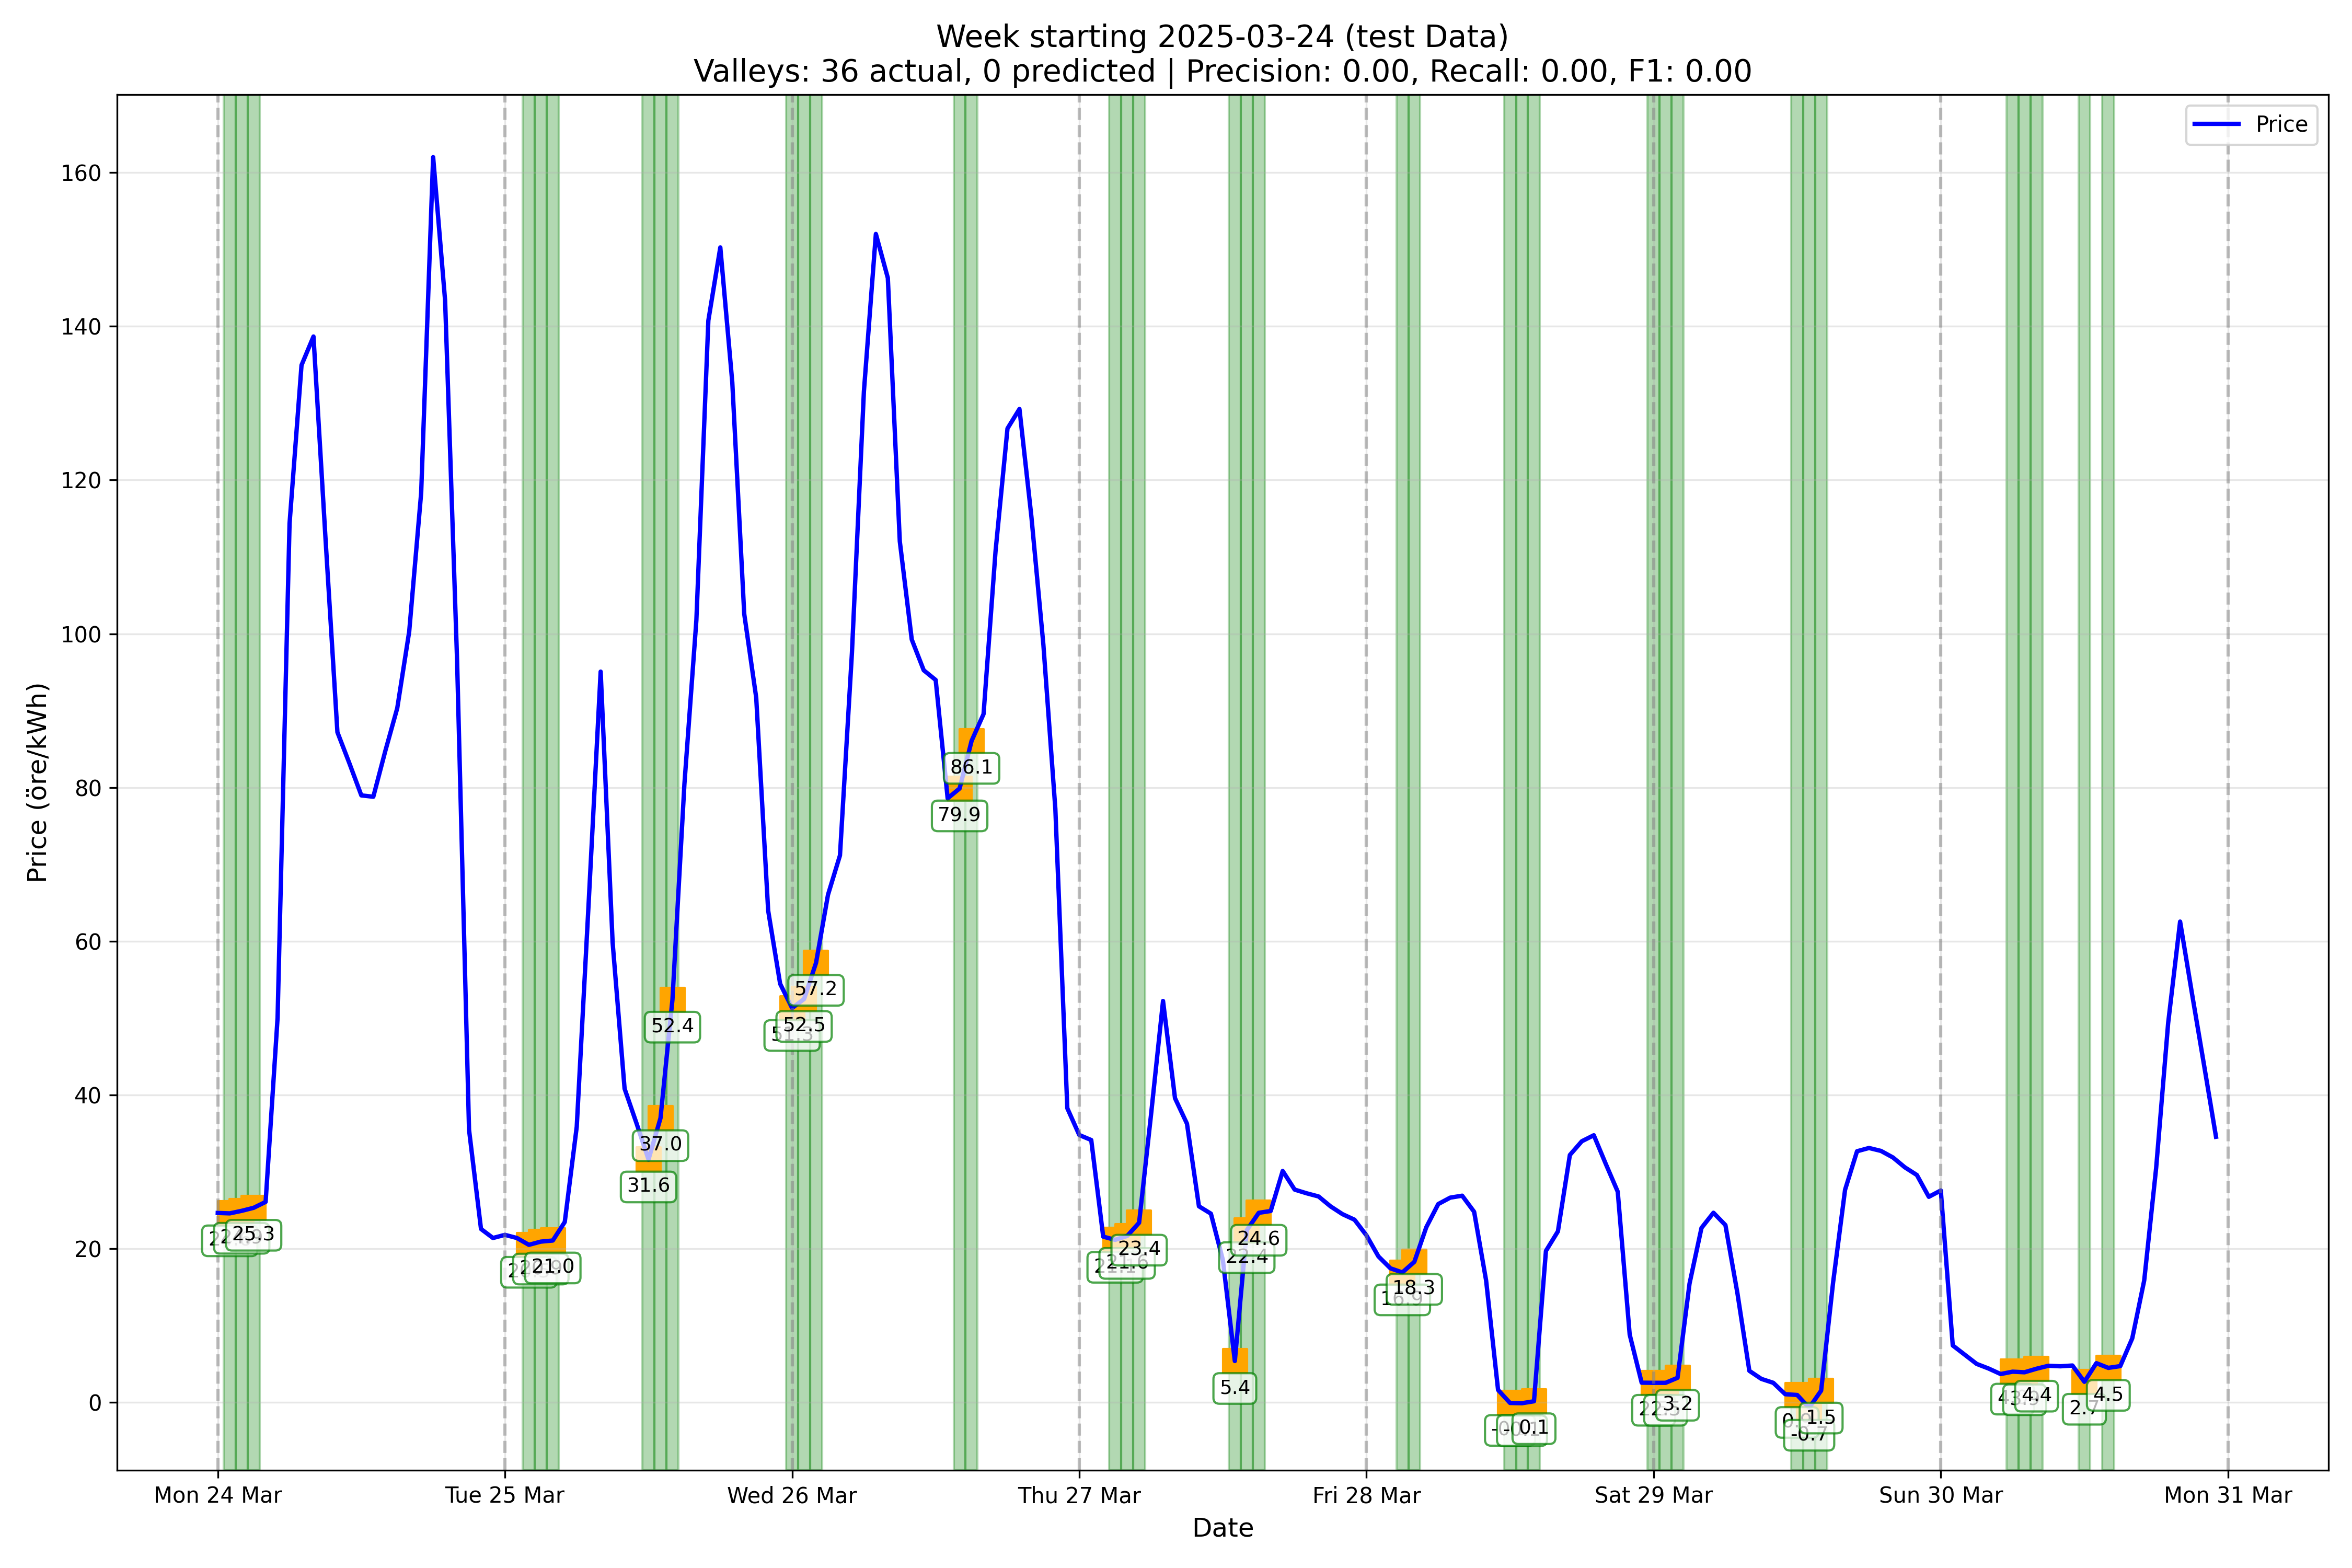 Week starting 2025-03-24 (test Data)
Valleys: 36 actual, 0 predicted | Precision: 0.00, Recall: 0.00, F1: 0.00
Price
Price (öre/kWh)
160
140
120
100
80
60
40
20
0
25.3
21.0
31.6
37.0
52.4
52.5
57.2
79.9
86.1
23.4
5.4
22.4
24.6
18.3
0.1
3.2
-0.7
1.5
4.4
2.7
4.5
Mon 24 Mar
Tue 25 Mar
Wed 26 Mar
Thu 27 Mar
Fri 28 Mar
Sat 29 Mar
Sun 30 Mar
Mon 31 Mar
Date